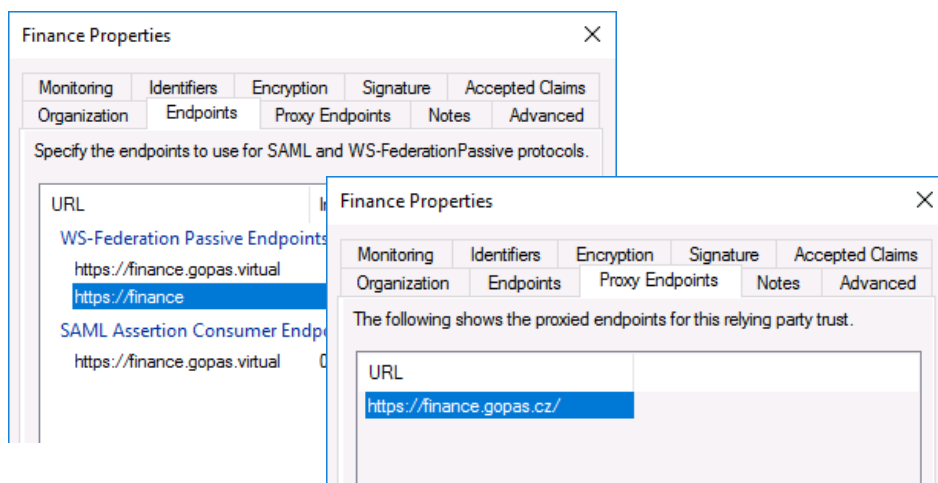 Finance Properties
Monitoring Identifiers Encryption Signature Accepted Claims
Organization Endpoints Proxy Endpoints Notes Advanced
Specify the endpoints to use for SAML and WS-FederationPassive protocols.
URL
WS-Federation Passive Endpoints
https://finance.gopas.virtual
https://finance
SAML Assertion Consumer
https://finance.gopas.virtual
Finance Properties
Monitoring Identifiers Encryption Signature Accepted Claims
Organization Endpoints Proxy Endpoints Notes Advanced
The following shows the proxied endpoints for this relying party trust.
URL
https://finance.gopas.cz/